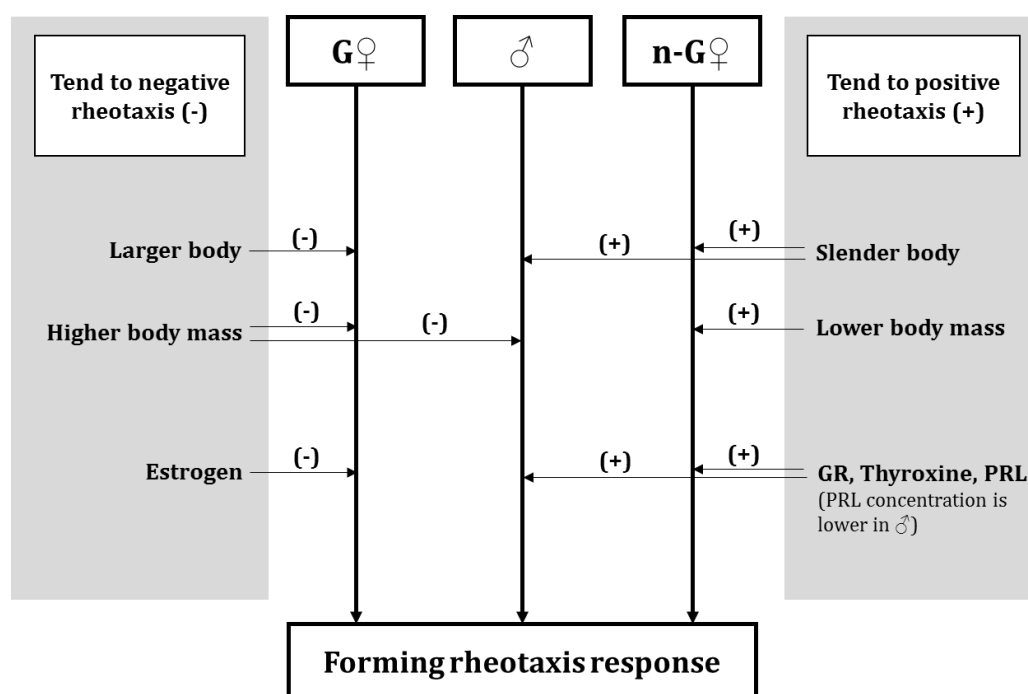 G♀
♂
n-G♀
Tend to negative
rheotaxis (-)
Tend to positive
rheotaxis (+)
Larger body
(-)
(+)
(+)
Slender body
Higher body mass
(-)
(-)
(+)
Lower body mass
Estrogen
(-)
(+)
(+)
GR, Thyroxine, PRL
(PRL concentration is
lower in ♂)
Forming rheotaxis response